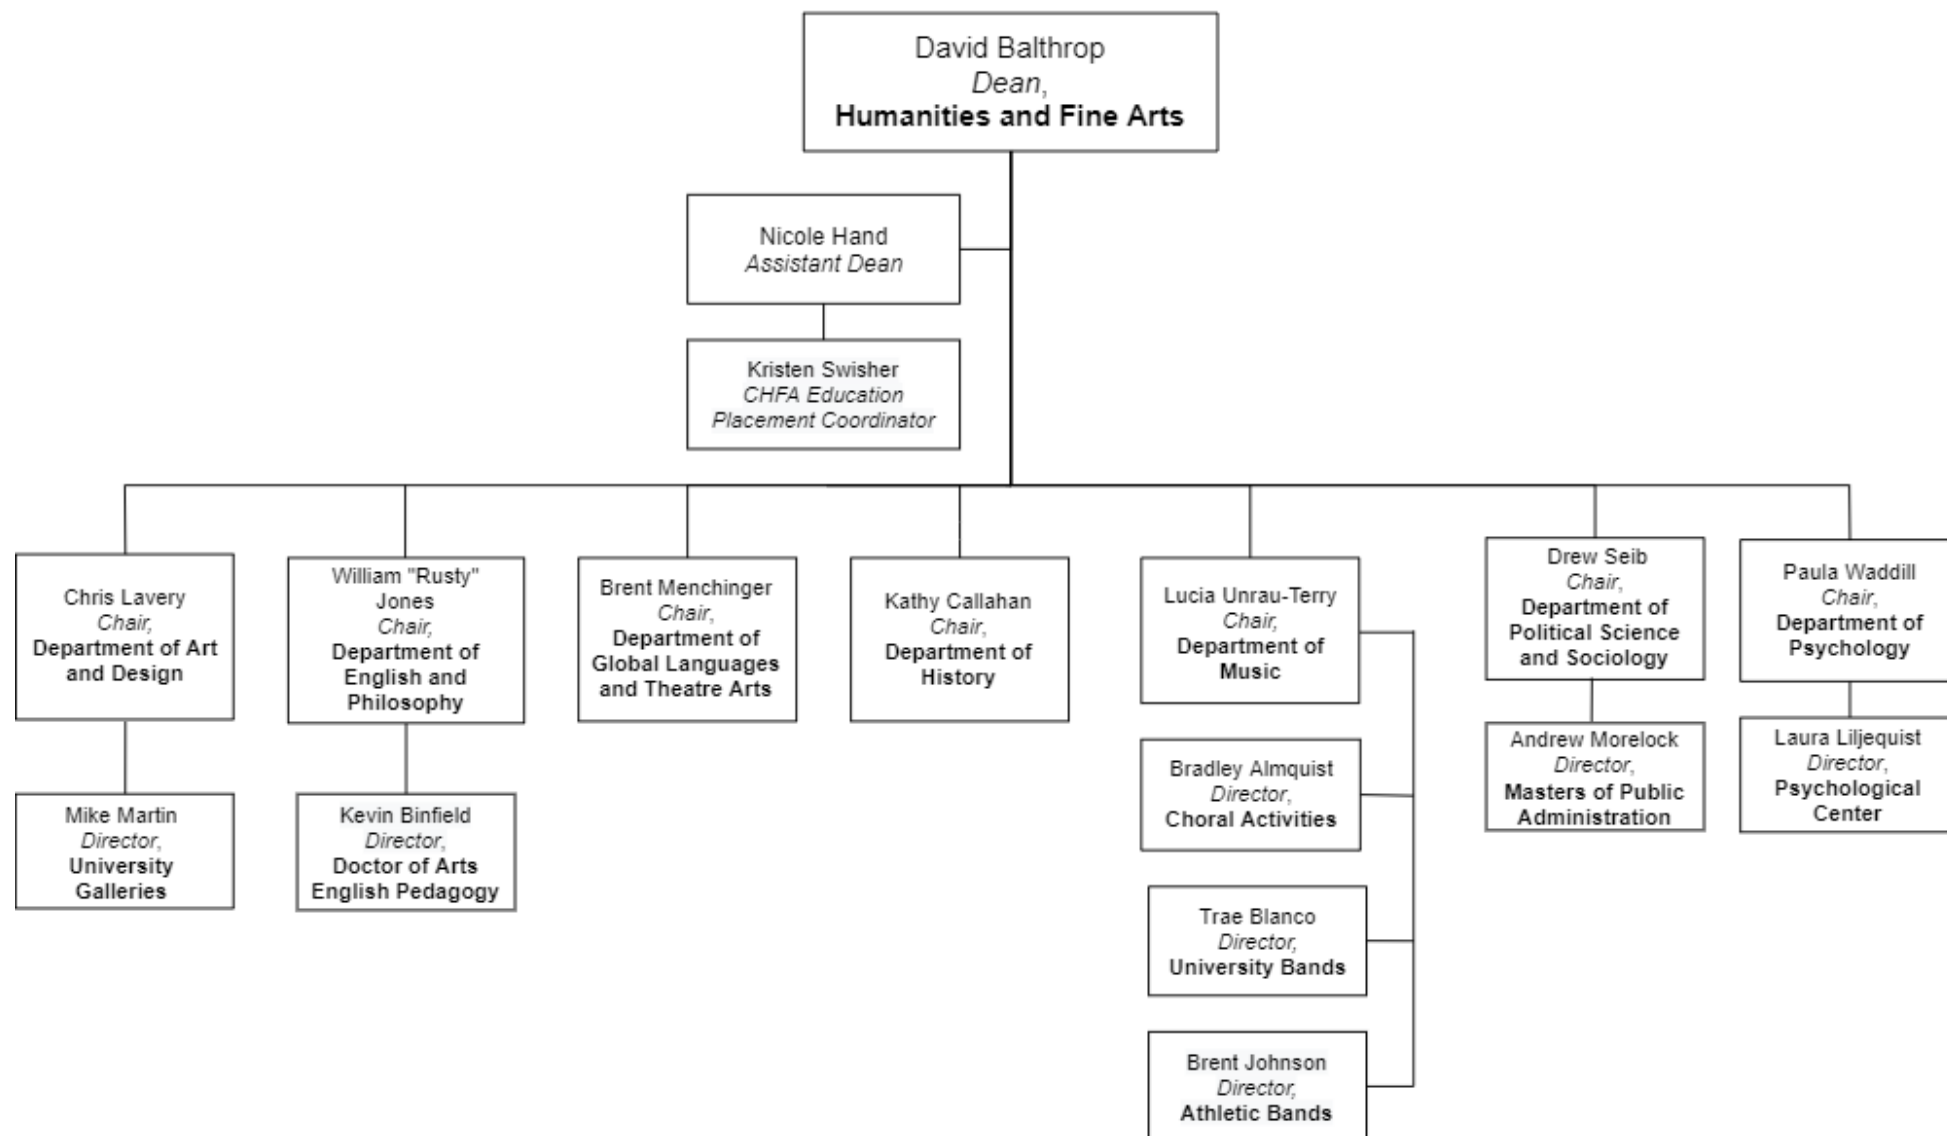 David Balthrop
Dean,
Humanities and Fine Arts
Nicole Hand
Assistant Dean
Kristen Swisher
CHFA Education
Placement Coordinator
Chris Lavery
Chair,
Department of Art
and Design
William "Rusty"
Jones
Chair,
Department of
English and
Philosophy
Brent Menchinger
Chair,
Department of
Global Languages
and Theatre Arts
Kathy Callahan
Chair,
Department of
History
Lucia Unrau-Terry
Chair,
Department of
Music
Drew Seib
Chair,
Department of
Political Science
and Sociology
Paula Waddill
Chair,
Department of
Psychology
Mike Martin
Director,
University
Galleries
Kevin Binfield
Director,
Doctor of Arts
English Pedagogy
Bradley Almquist
Director,
Choral Activities
Trae Blanco
Director,
University Bands
Brent Johnson
Director,
Athletic Bands
Andrew Morelock
Director,
Masters of Public
Administration
Laura Liljequist
Director,
Psychological
Center